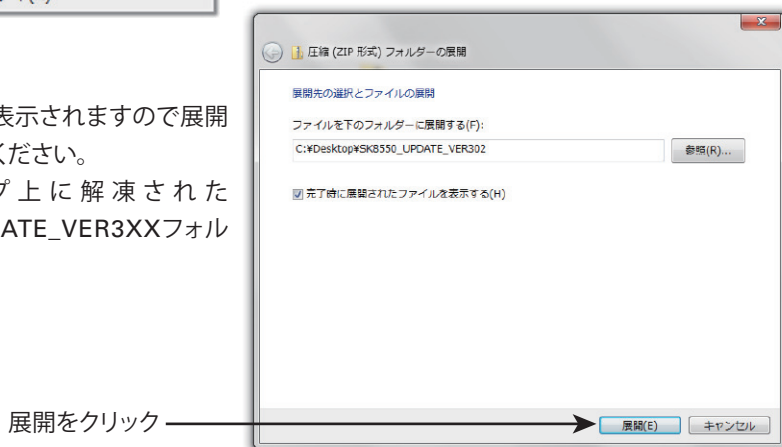 表示されますので展開
ください。
プ上に解凍された
DATE_VER3XXフォル
展開をクリック
圧縮 (ZIP 形式) フォルダーの展開
展開先の選択とファイルの展開
ファイルを下のフォルダーに展開する(F):
C:¥Desktop¥SK8550_UPDATE_VER302
参照(R)...
完了時に展開されたファイルを表示する(H)
展開(E)
キャンセル